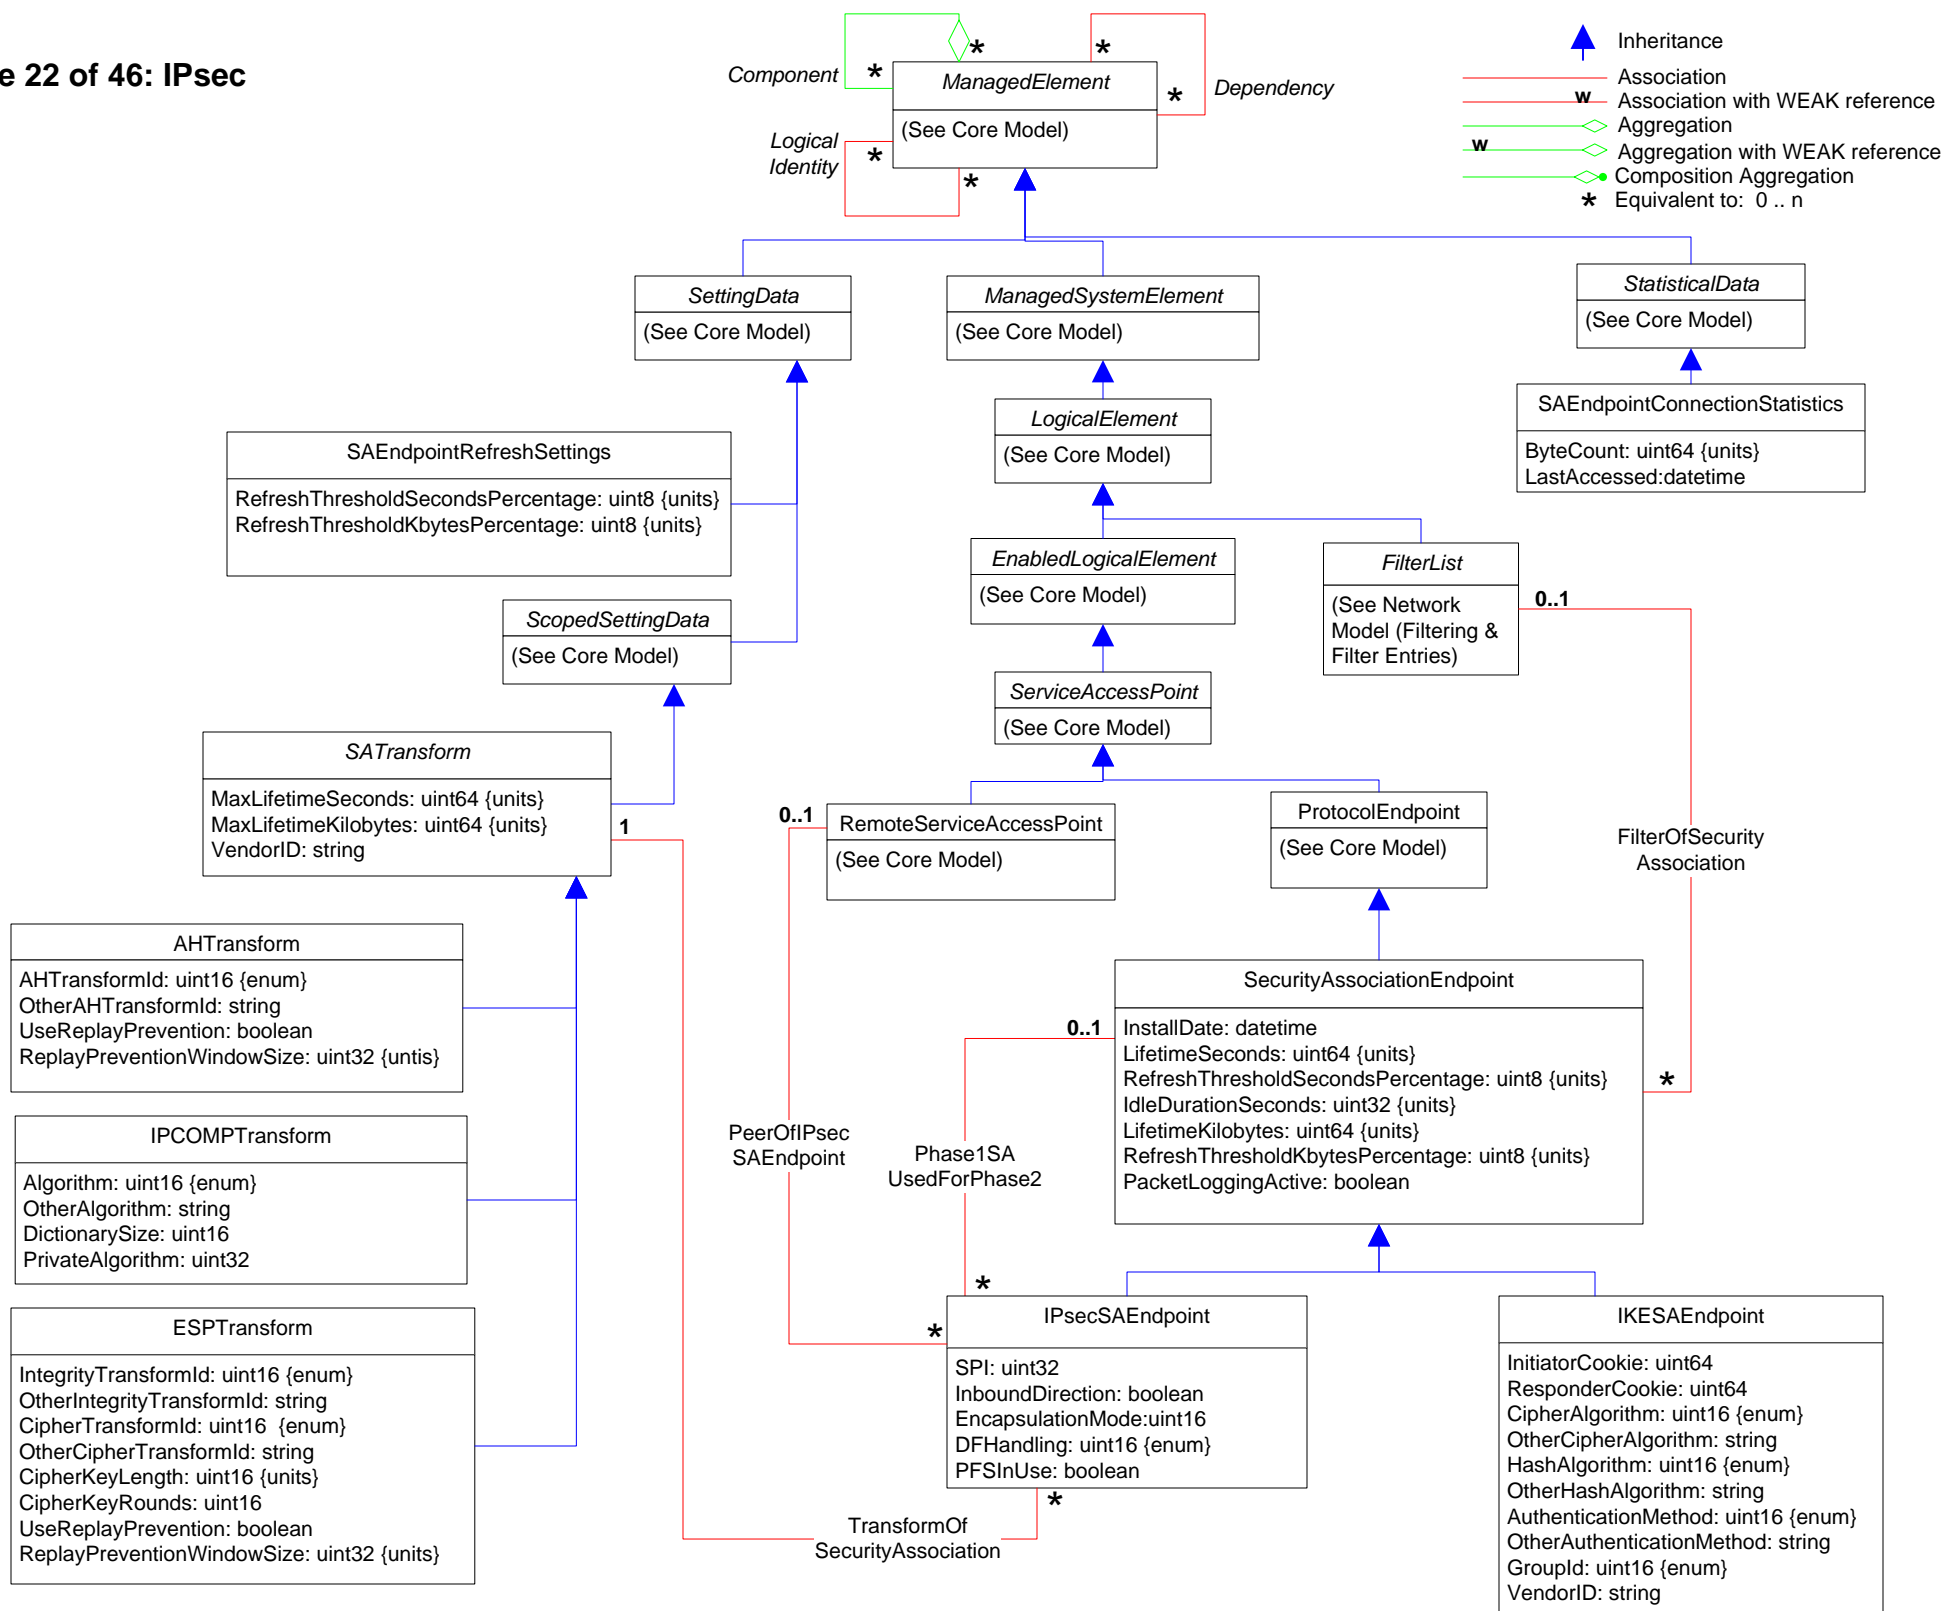 e 22 of 46: IPsec
Inheritance
Association
w
Association with WEAK reference
Aggregation
w
Aggregation with WEAK reference
Composition Aggregation
* Equivalent to: 0 .. n
Component
*
*
*
ManagedElement
(See Core Model)
*
Dependency
Logical
Identity
*
*
SettingData
(See Core Model)
ManagedSystemElement
(See Core Model)
StatisticalData
(See Core Model)
SAEndpointConnectionStatistics
ByteCount: uint64 {units}
LastAccessed:datetime
LogicalElement
(See Core Model)
SAEndpointRefreshSettings
RefreshThresholdSecondsPercentage: uint8 {units}
RefreshThresholdKbytesPercentage: uint8 {units}
EnabledLogicalElement
(See Core Model)
FilterList
(See Network
Model (Filtering &
Filter Entries)
0..1
ScopedSettingData
(See Core Model)
ServiceAccessPoint
(See Core Model)
SATransform
MaxLifetimeSeconds: uint64 {units}
MaxLifetimeKilobytes: uint64 {units}
VendorID: string
1
0..1
RemoteServiceAccessPoint
(See Core Model)
ProtocolEndpoint
(See Core Model)
FilterOfSecurity
Association
AHTransform
AHTransformId: uint16 {enum}
OtherAHTransformId: string
UseReplayPrevention: boolean
ReplayPreventionWindowSize: uint32 {untis}
SecurityAssociationEndpoint
InstallDate: datetime
LifetimeSeconds: uint64 {units}
RefreshThresholdSecondsPercentage: uint8 {units}
IdleDurationSeconds: uint32 {units}
LifetimeKilobytes: uint64 {units}
RefreshThresholdKbytesPercentage: uint8 {units}
PacketLoggingActive: boolean
0..1
*
IPCOMPTransform
Algorithm: uint16 {enum}
OtherAlgorithm: string
DictionarySize: uint16
PrivateAlgorithm: uint32
PeerOfIPsec
SAEndpoint
Phase1SA
UsedForPhase2
*
*
ESPTransform
IntegrityTransformId: uint16 {enum}
OtherIntegrityTransformId: string
CipherTransformId: uint16 {enum}
OtherCipherTransformId: string
CipherKeyLength: uint16 {units}
CipherKeyRounds: uint16
UseReplayPrevention: boolean
ReplayPreventionWindowSize: uint32 {units}
IPsecSAEndpoint
SPI: uint32
InboundDirection: boolean
EncapsulationMode:uint16
DFHandling: uint16 {enum}
PFSInUse: boolean
*
TransformOf
SecurityAssociation
IKESAEndpoint
InitiatorCookie: uint64
ResponderCookie: uint64
CipherAlgorithm: uint16 {enum}
OtherCipherAlgorithm: string
HashAlgorithm: uint16 {enum}
OtherHashAlgorithm: string
AuthenticationMethod: uint16 {enum}
OtherAuthenticationMethod: string
GroupId: uint16 {enum}
VendorID: string